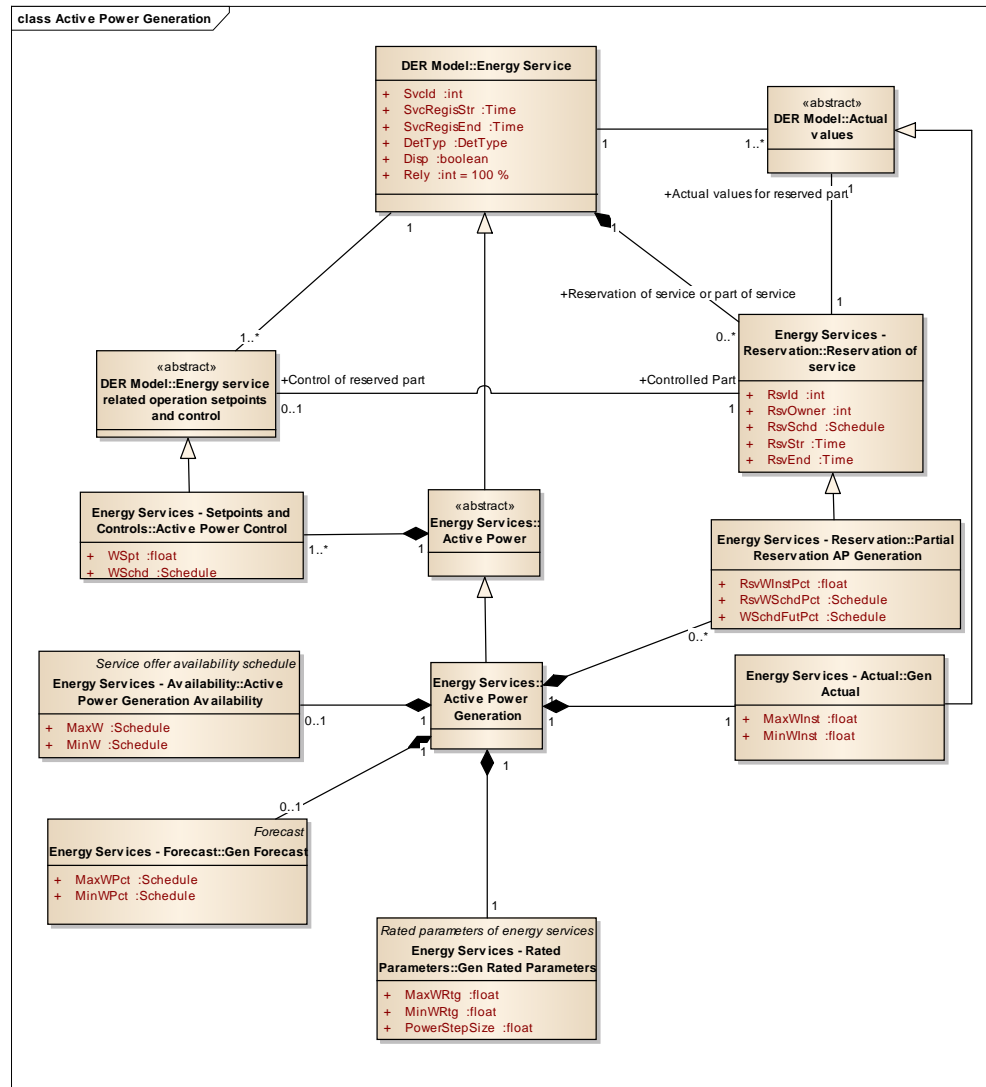 class Active Power Generation
DER Model::Energy Service
+ SvcId :int
+ SvcRegisStr :Time
+ SvcRegisEnd :Time
+ DetTyp :DetType
+ Disp :boolean
+ Rely :int = 100 %
«abstract»
DER Model::Actual
values
1
1..*
+Actual values for reserved part
1
1
1
+Reservation of service or part of service
1
0..*
1..*
Energy Services -
Reservation::Reservation of
service
+ RsvId :int
+ RsvOwner :int
+ RsvSchd :Schedule
+ RsvStr :Time
+ RsvEnd :Time
«abstract»
DER Model::Energy service
related operation setpoints
and control
+Control of reserved part
0..1
+Controlled Part
1
Energy Services - Setpoints and
Controls::Active Power Control
+ WSpt :float
+ WSchd :Schedule
1..*
1
«abstract»
Energy Services::
Active Power
Energy Services - Reservation::Partial
Reservation AP Generation
+ RsvWInstPct :float
+ RsvWSchdPct :Schedule
+ WSchdFutPct :Schedule
0..*
1
Service offer availability schedule
Energy Services - Availability::Active
Power Generation Availability
+ MaxW :Schedule
+ MinW :Schedule
0..1
1
Energy Services::
Active Power
Generation
1
1
Energy Services - Actual::Gen
Actual
+ MaxWInst :float
+ MinWInst :float
1
0..1
Forecast
Energy Services - Forecast::Gen Forecast
+ MaxWPct :Schedule
+ MinWPct :Schedule
1
1
Rated parameters of energy services
Energy Services - Rated
Parameters::Gen Rated Parameters
+ MaxWRtg :float
+ MinWRtg :float
+ PowerStepSize :float